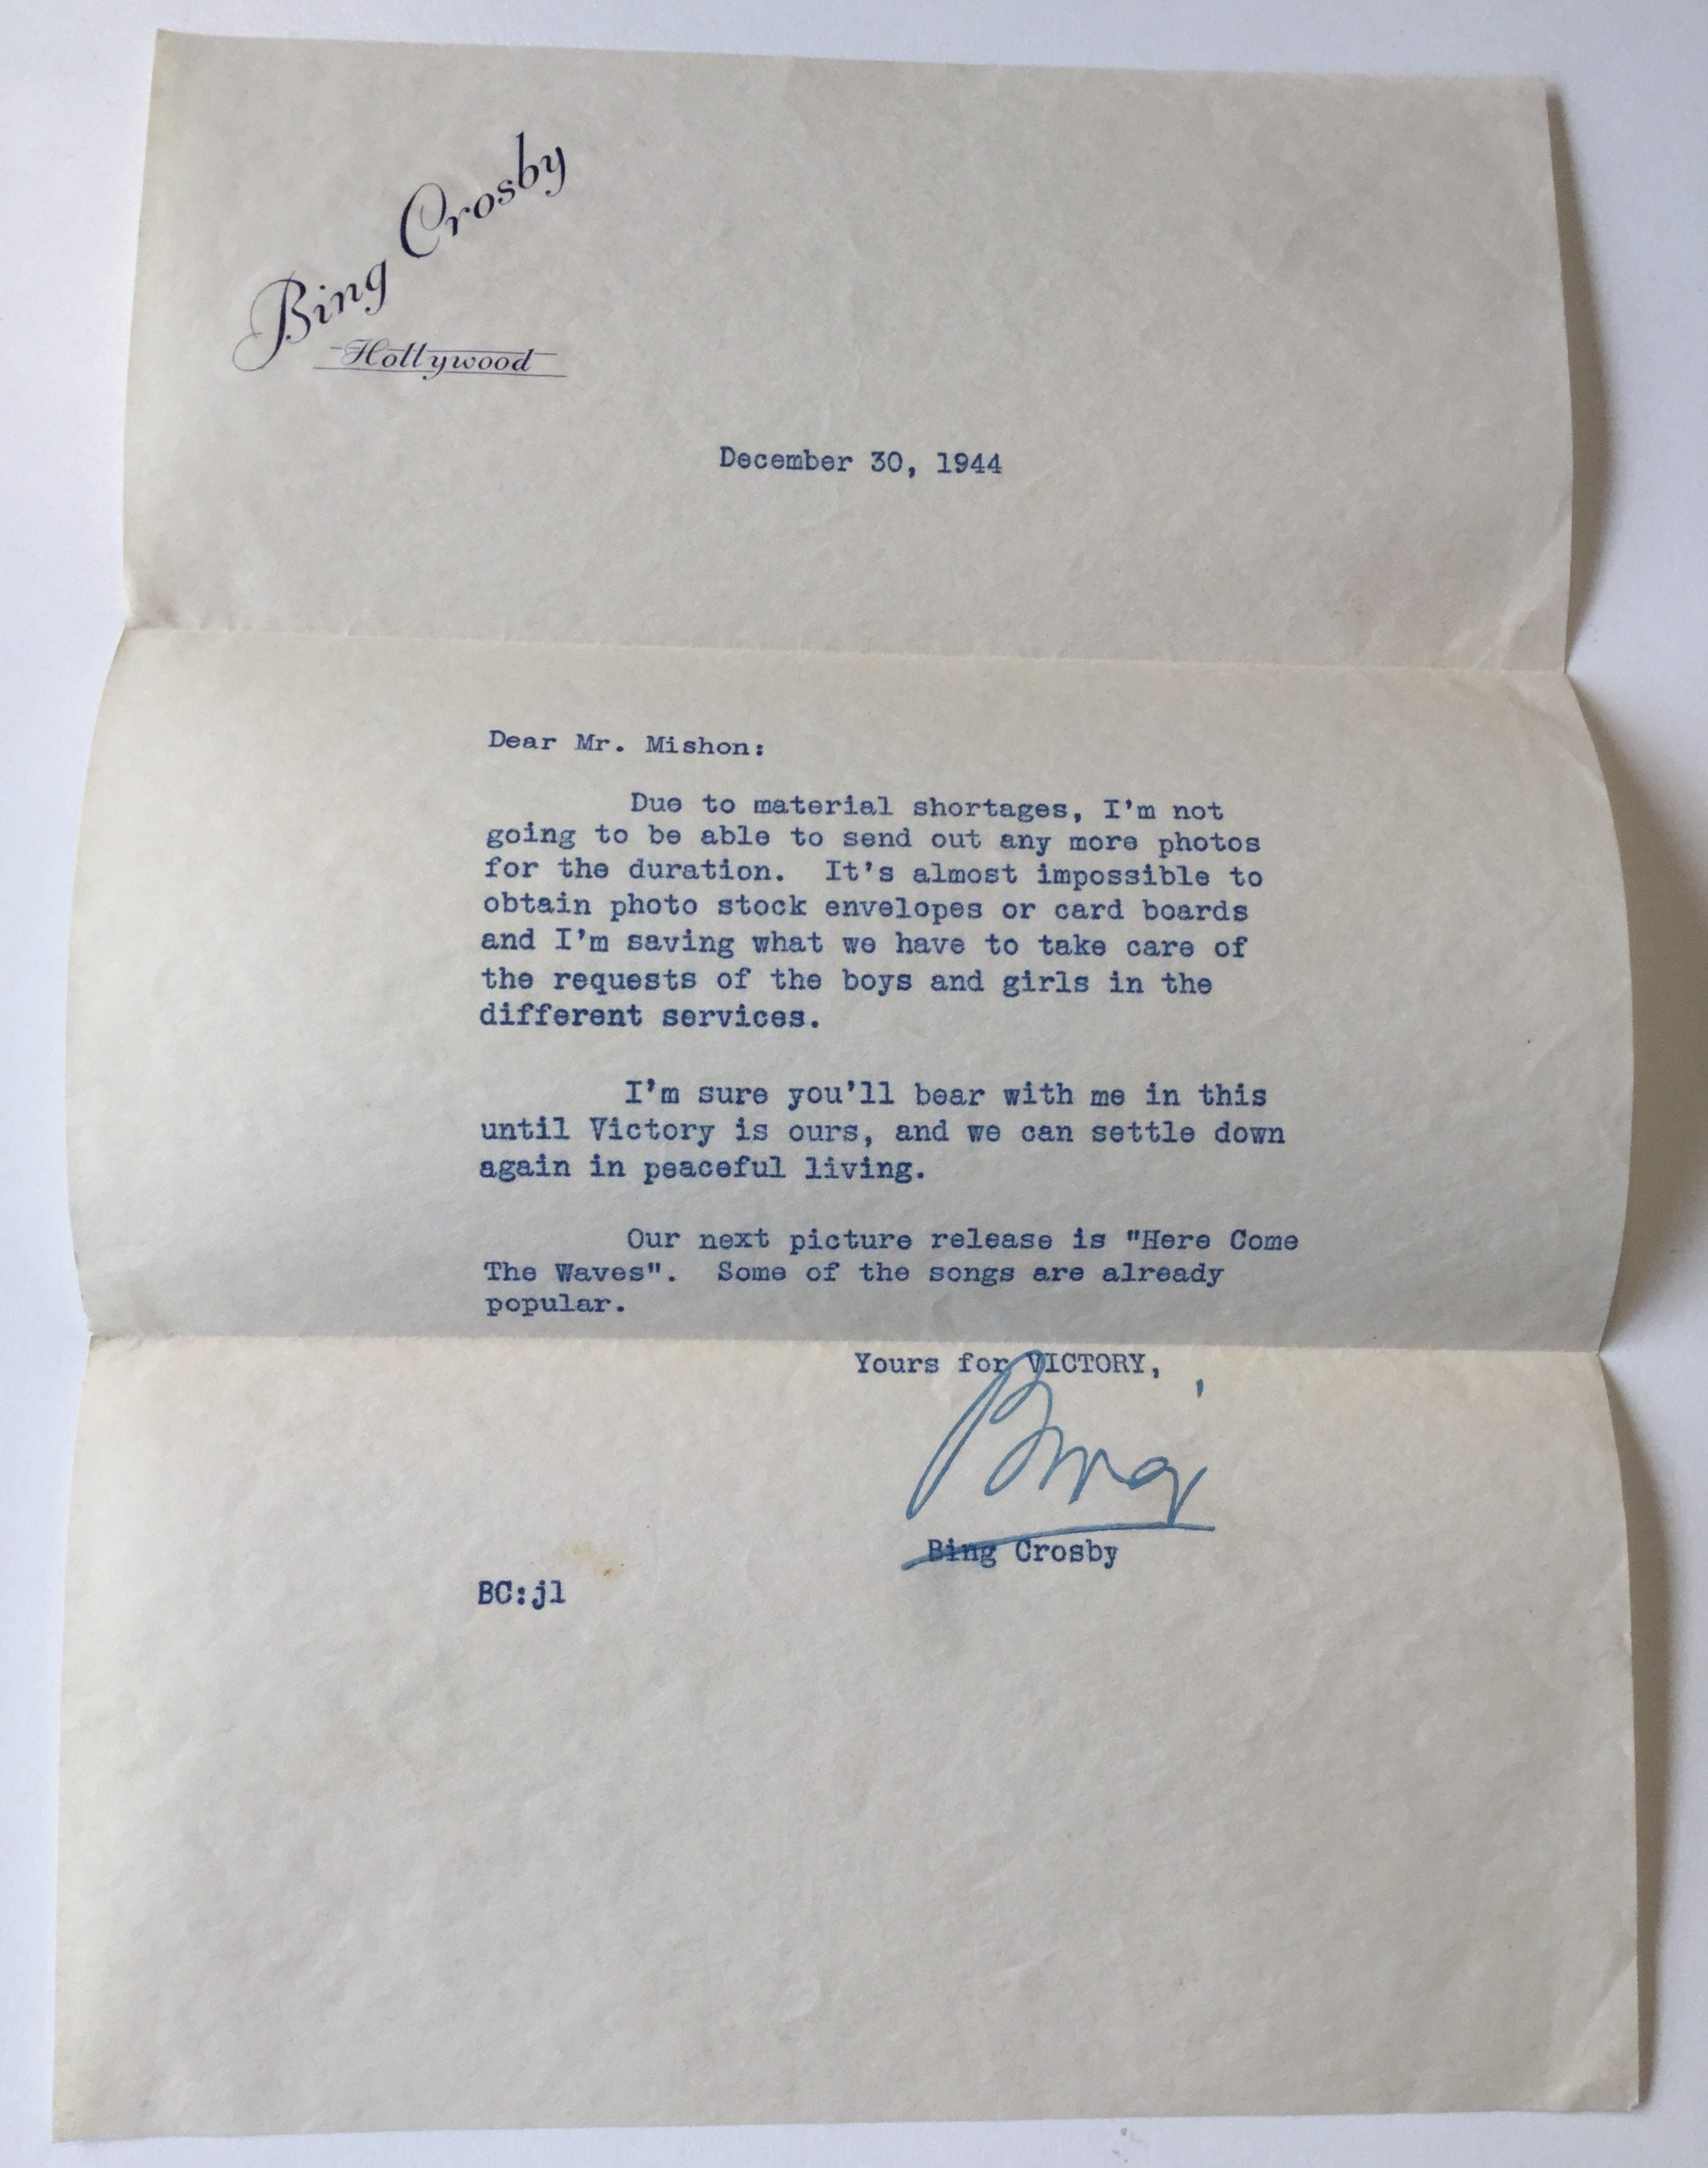 Bing Crosby
Hollywood
December 30, 1944
Dear Mr. Mishon:
Due to material shortages, I'm not
going to be able to send out any more photos
for the duration. It's almost impossible to
obtain photo stock envelopes or card boards
and I'm saving what we have to take care of
the requests of the boys and girls in the
different services.
I'm sure you'll bear with me in this
until Victory is ours, and we can settle down
again in peaceful living.
Our next picture release is "Here Come
The Waves". Some of the songs are already
popular.
Yours for VICTORY,
Bing
Bing Crosby
BC:jl